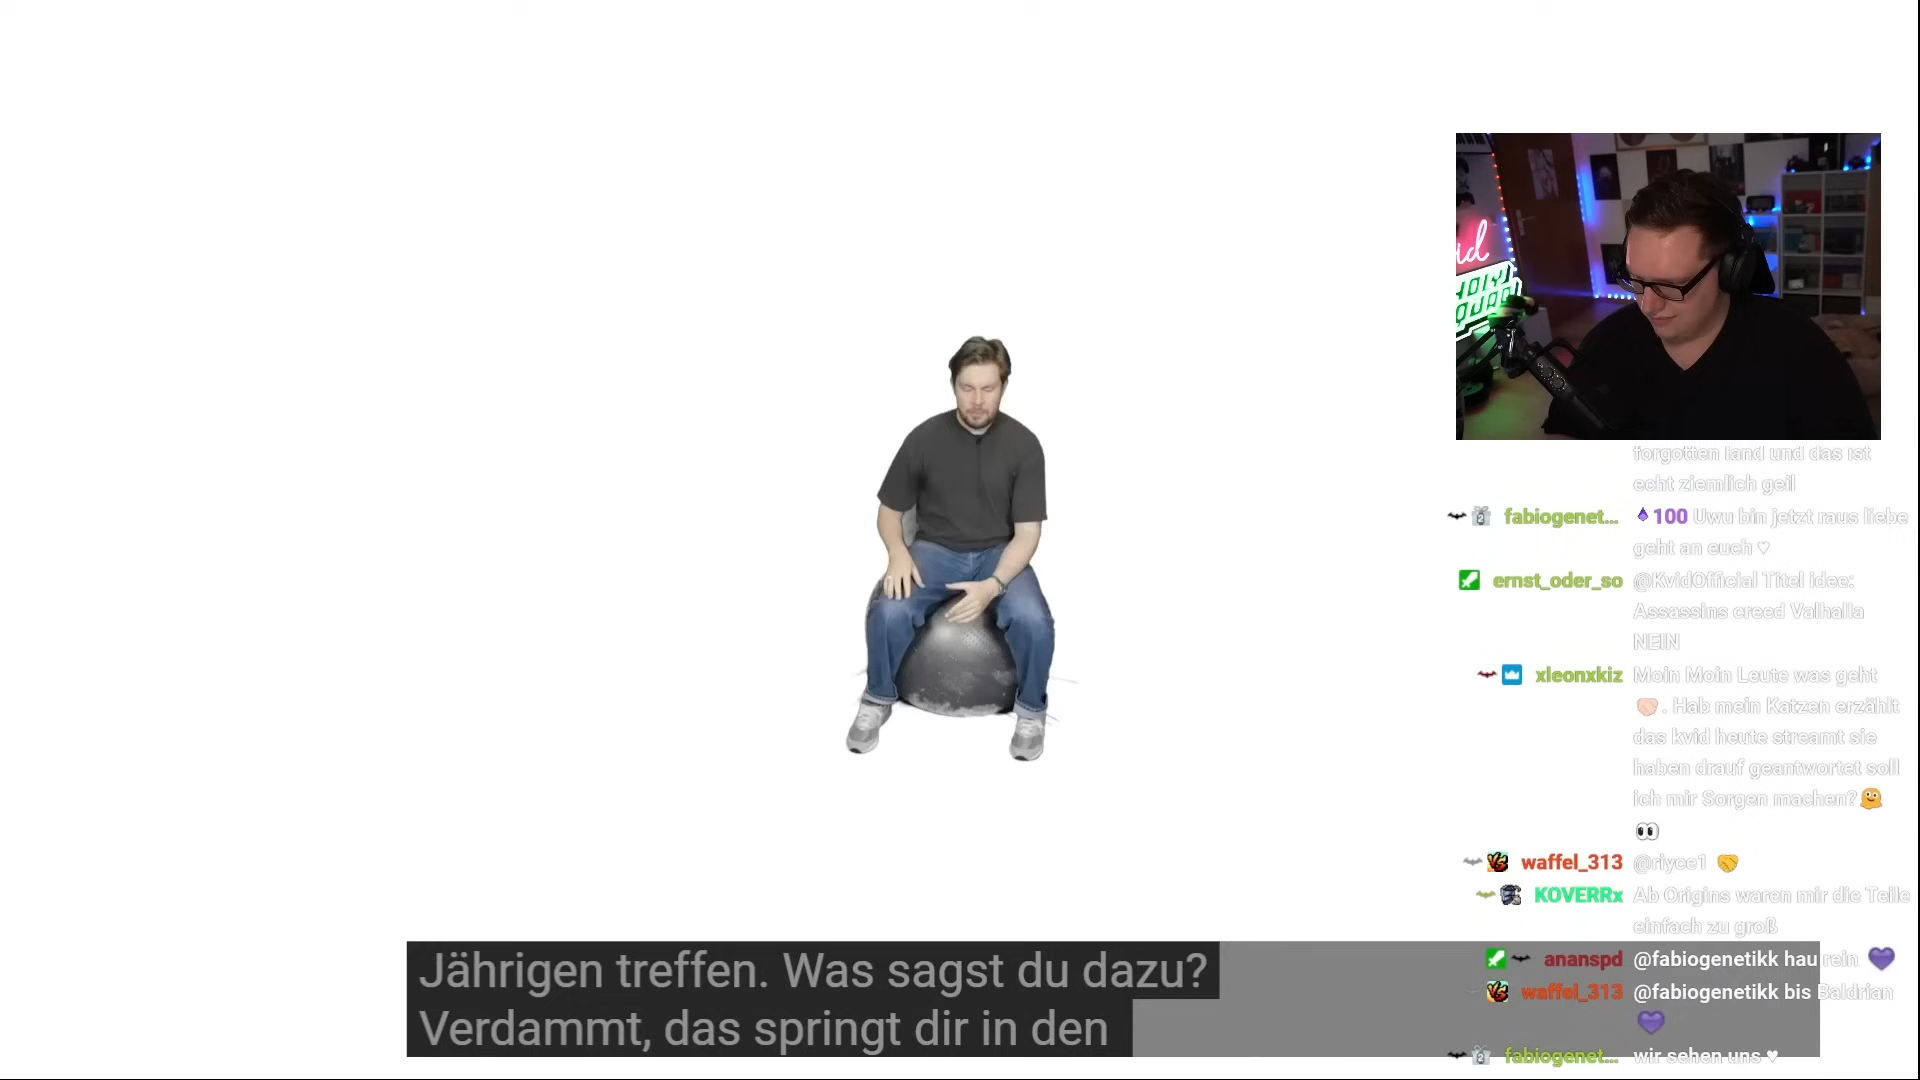 id
HOLY
SQUAD
forgotten land und das ist
echt ziemlich geil
fabiogenet... 100 Uwu bin jetzt raus liebe
geht an euch ♥
ernst_oder_so @KvidOfficial Titel idee:
Assassins creed Valhalla
NEIN
xleonxkiz Moin Moin Leute was geht
. Hab mein Katzen erzählt
das kvid heute streamt sie
haben drauf geantwortet soll
ich mir Sorgen machen?
waffel_313 @riyce1
KOVERRx Ab Origins waren mir die Teile
einfach zu groß
ananspd @fabiogenetikk hau rein
waffel_313 @fabiogenetikk bis Baldrian
fabiogenet... wir sehen uns ♥
Jährigen treffen. Was sagst du dazu?
Verdammt, das springt dir in den